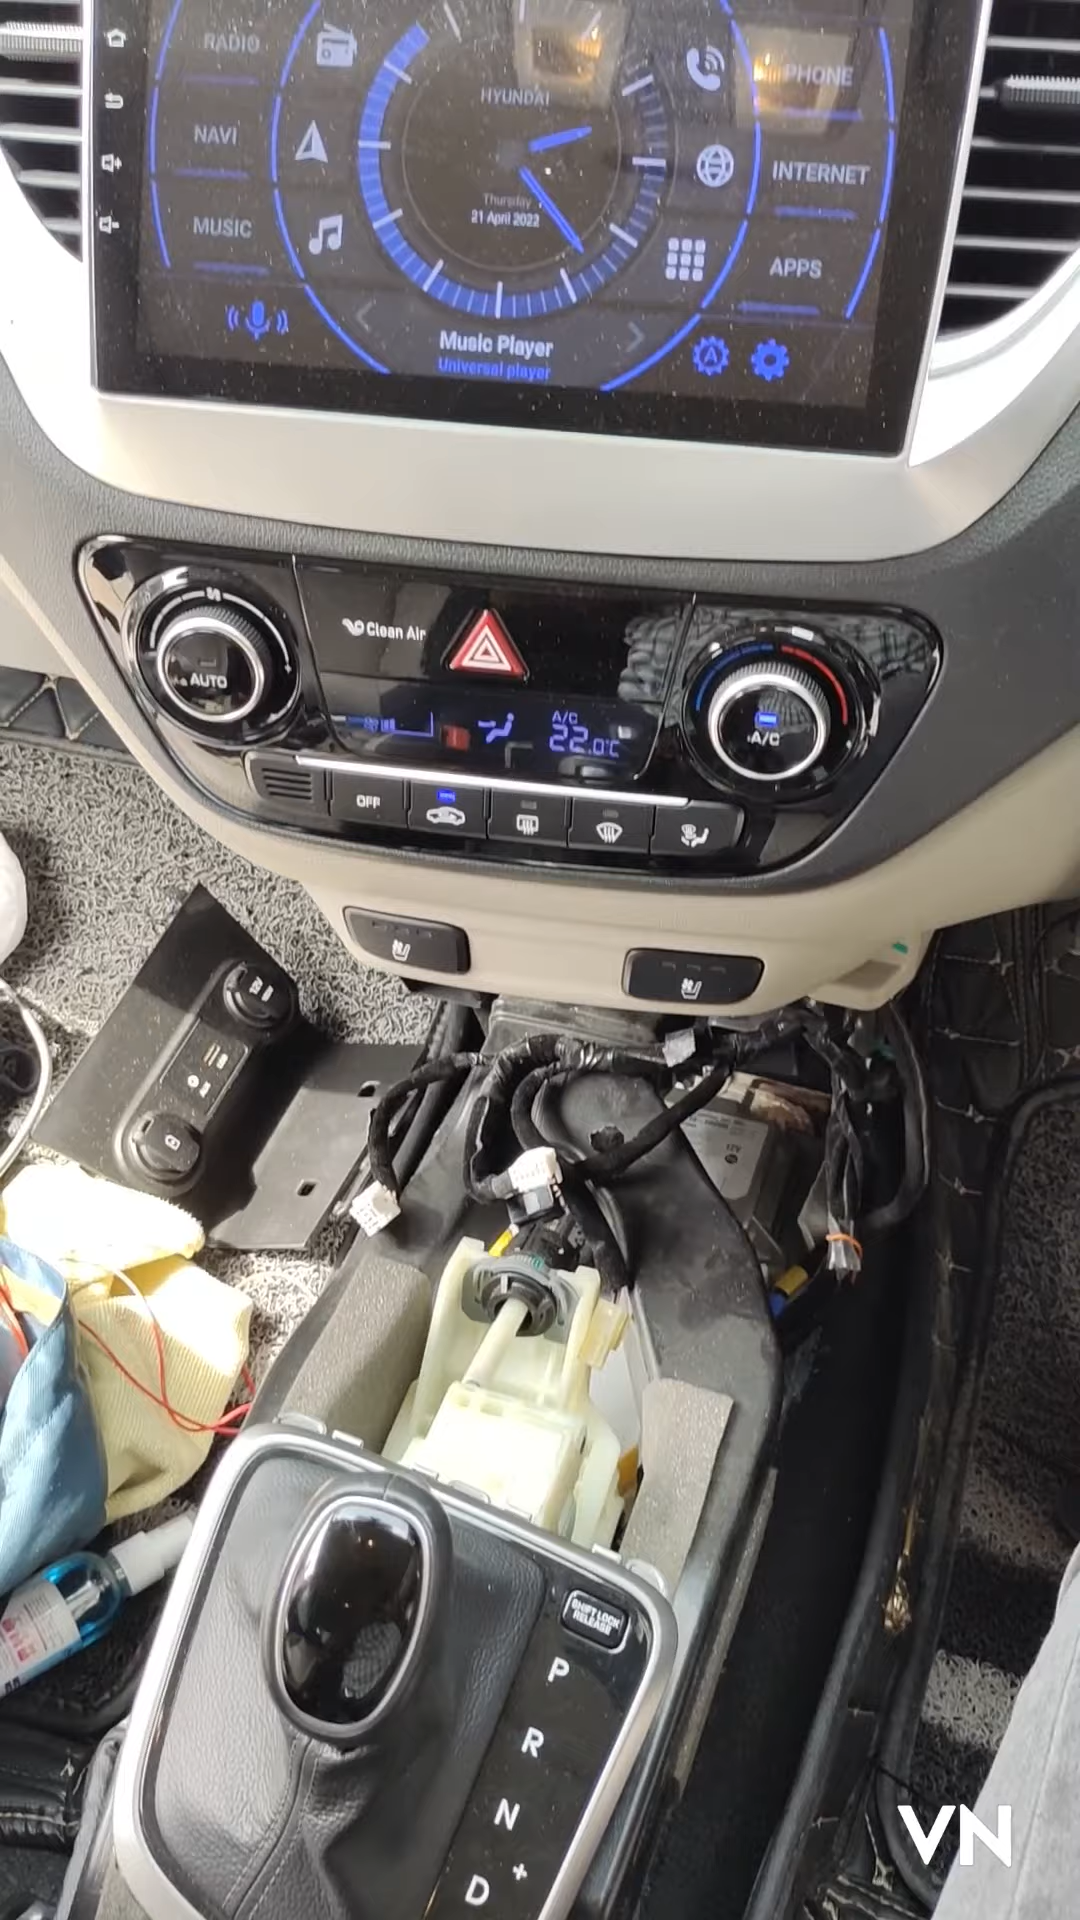 RADIO
NAVI
MUSIC
HYUNDAI
Thursday
21 April 2022
PHONE
INTERNET
APPS
Music Player
Universal player
A
AUTO
Clean Air
A/C
22.0°C
A/C
OFF
12V
SHIFT LOCK
RELEASE
P
R
N
+
D
VN